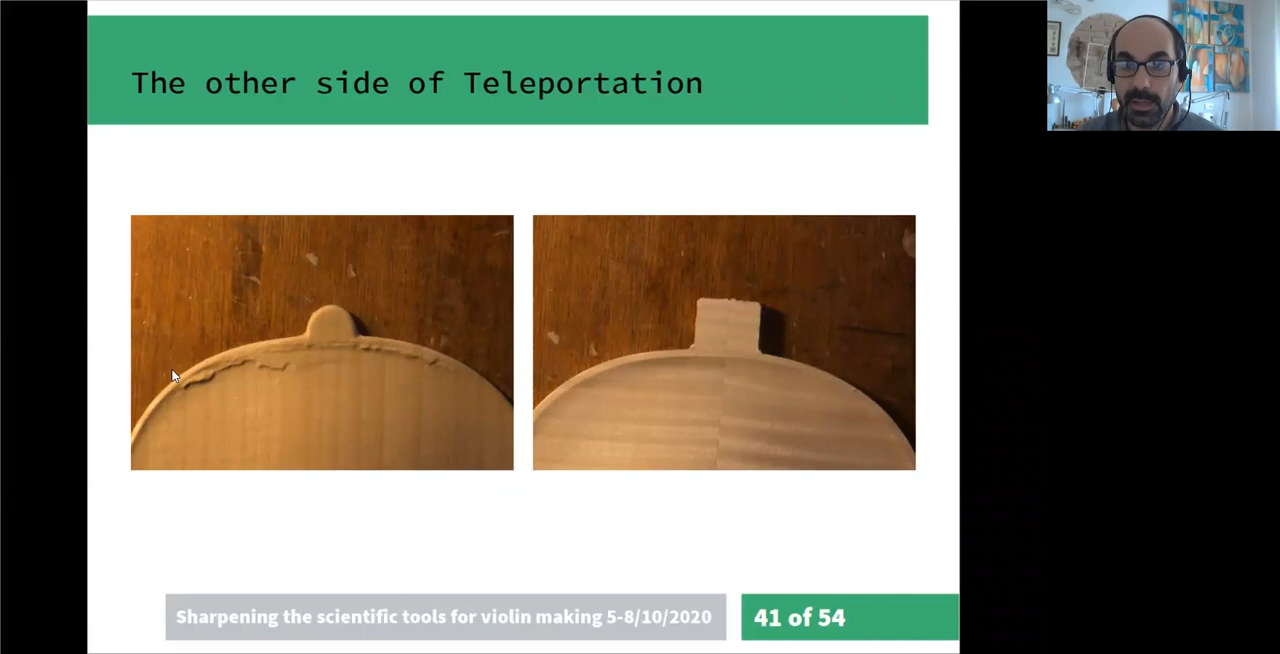 The other side of Teleportation
Sharpening the scientific tools for violin making 5-8/10/2020
41 of 54